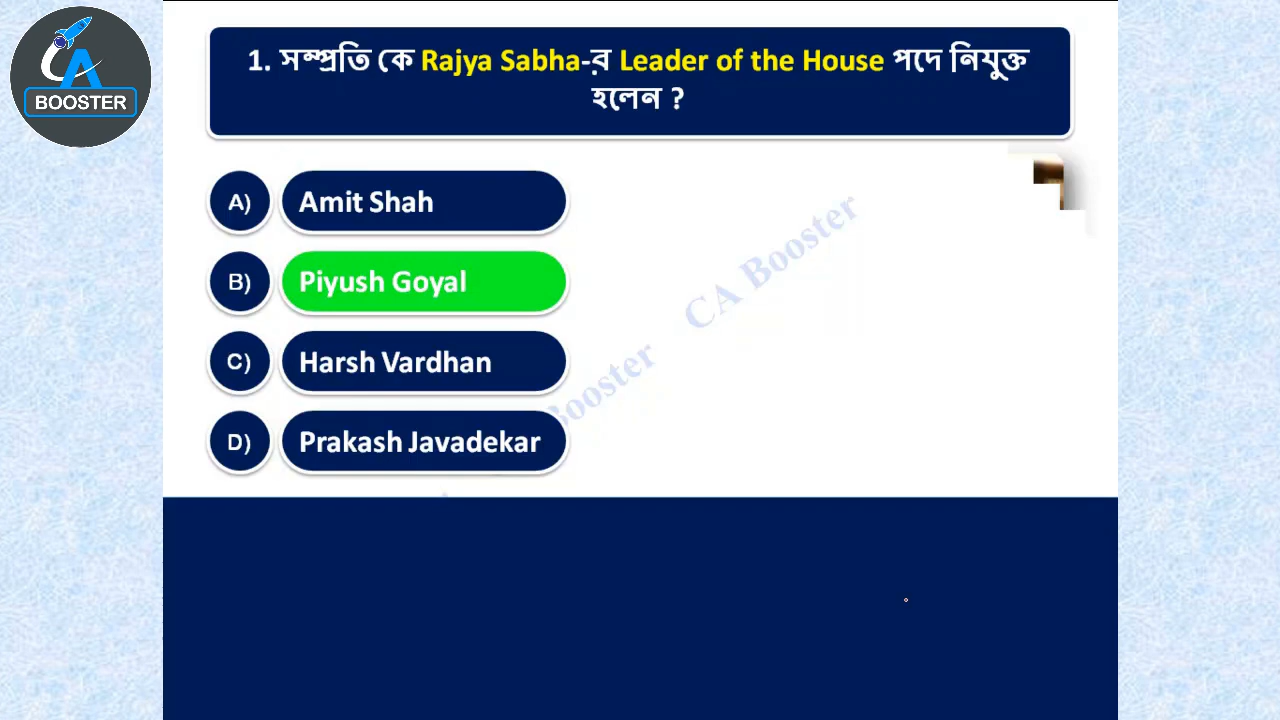 A
BOOSTER
1. সম্প্রতি কে Rajya Sabha-র Leader of the House পদে নিযুক্ত
হলেন ?
A) Amit Shah
B) Piyush Goyal
C) Harsh Vardhan
D) Prakash Javadekar
CA Booster
Booster